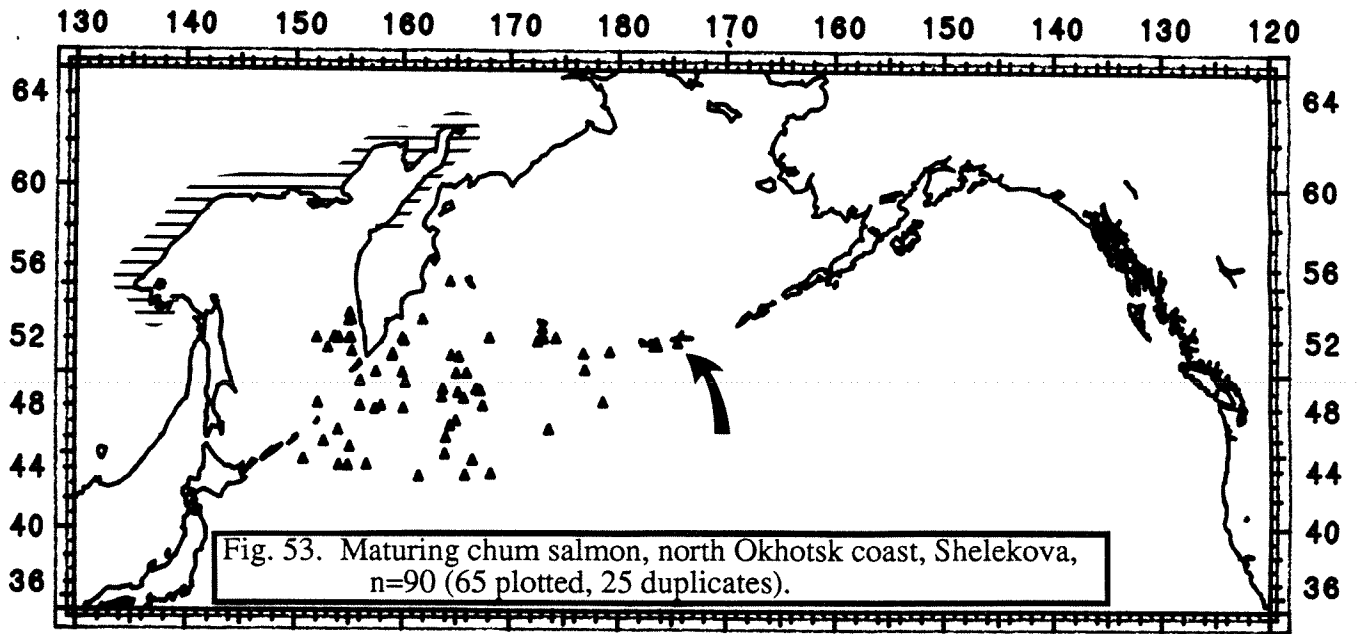 130 140 150 160 170 180 170 160 150 140 130 120
64 64
60 60
56 56
52 52
48 48
44 44
40 40
36 36
Fig. 53. Maturing chum salmon, north Okhotsk coast, Shelekova,
n=90 (65 plotted, 25 duplicates).